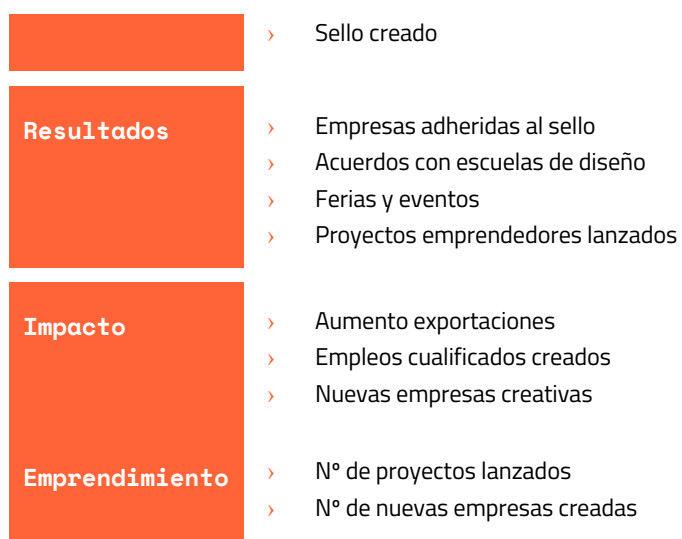 › Sello creado
Resultados
› Empresas adheridas al sello
› Acuerdos con escuelas de diseño
› Ferias y eventos
› Proyectos emprendedores lanzados
Impacto
› Aumento exportaciones
› Empleos cualificados creados
› Nuevas empresas creativas
Emprendimiento
› Nº de proyectos lanzados
› Nº de nuevas empresas creadas